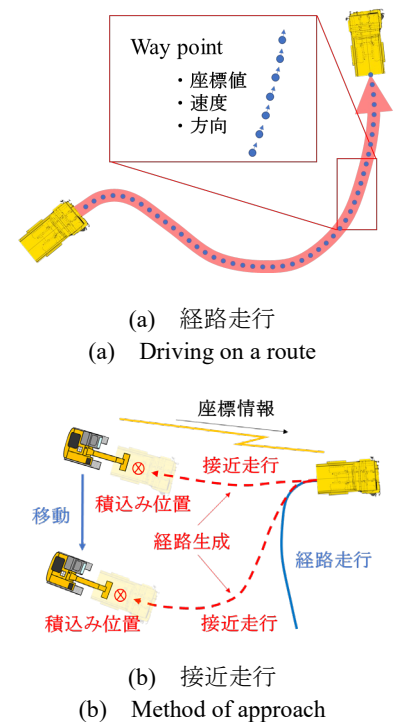 Way point
・座標値
・速度
・方向
(a) 経路走行
(a) Driving on a route
座標情報
接近走行
積込み位置
移動
経路生成
経路走行
積込み位置
接近走行
(b) 接近走行
(b) Method of approach